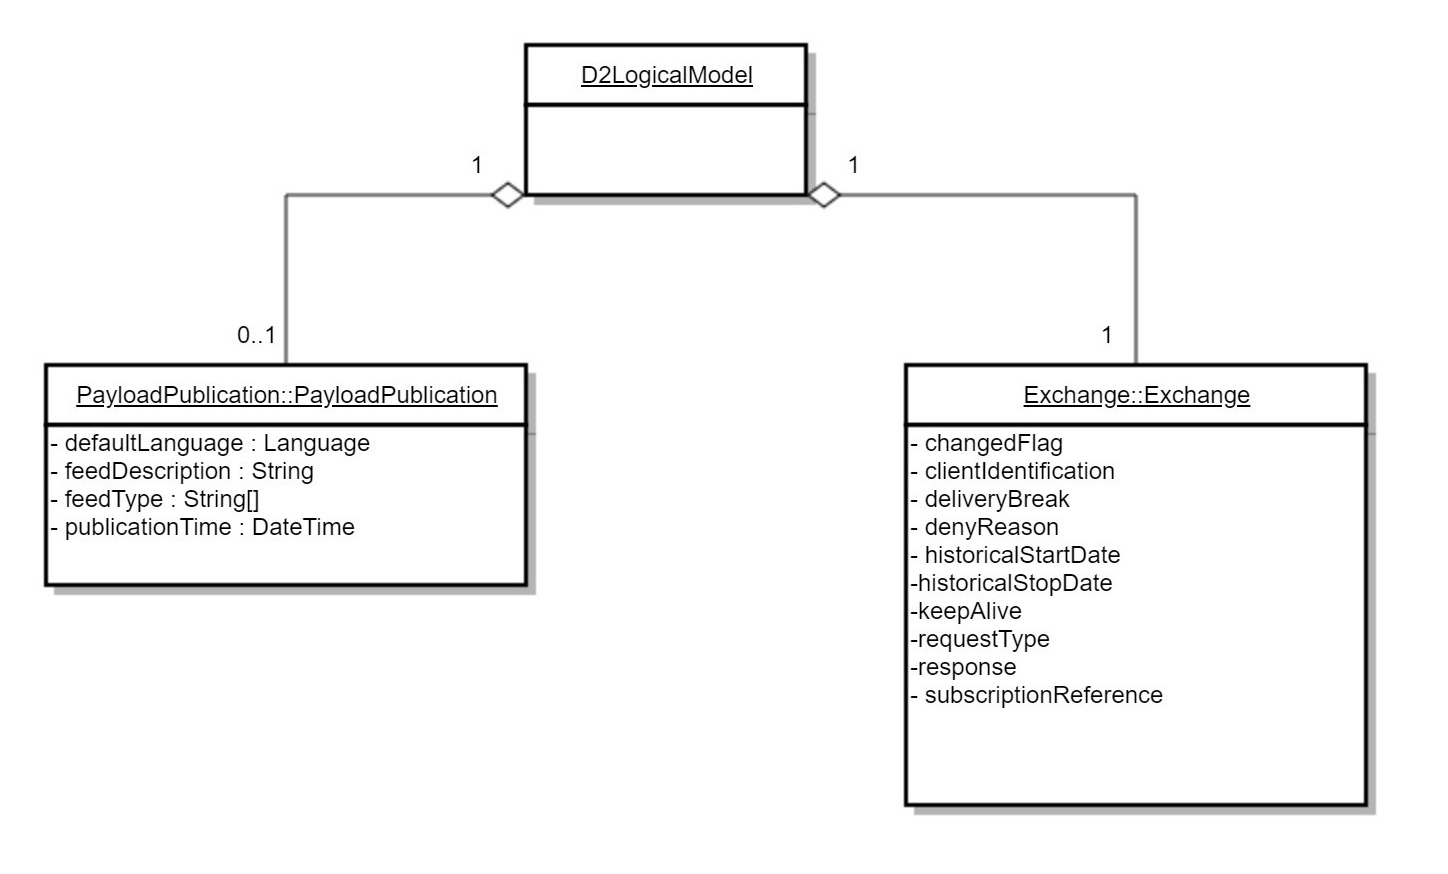 D2LogicalModel
1
1
0..1
1
PayloadPublication::PayloadPublication
- defaultLanguage : Language
- feedDescription : String
- feedType : String[]
- publicationTime : DateTime
Exchange::Exchange
- changedFlag
- clientIdentification
- deliveryBreak
- denyReason
- historicalStartDate
-historicalStopDate
-keepAlive
-requestType
-response
- subscriptionReference